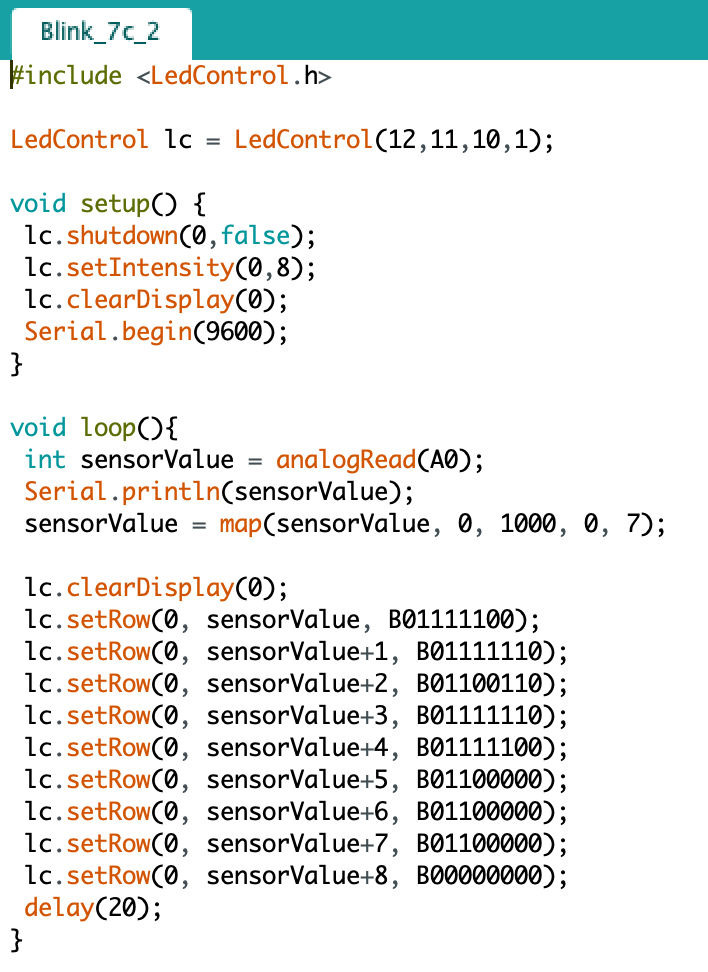 Blink_7c_2
#include <LedControl.h>
LedControl lc = LedControl(12,11,10,1);
void setup() {
lc.shutdown(0,false);
lc.setIntensity(0,8);
lc.clearDisplay(0);
Serial.begin(9600);
}
void loop(){
int sensorValue = analogRead(A0);
Serial.println(sensorValue);
sensorValue = map(sensorValue, 0, 1000, 0, 7);
lc.clearDisplay(0);
lc.setRow(0, sensorValue, B01111100);
lc.setRow(0, sensorValue+1, B01111110);
lc.setRow(0, sensorValue+2, B01100110);
lc.setRow(0, sensorValue+3, B01111110);
lc.setRow(0, sensorValue+4, B01111100);
lc.setRow(0, sensorValue+5, B01100000);
lc.setRow(0, sensorValue+6, B01100000);
lc.setRow(0, sensorValue+7, B01100000);
lc.setRow(0, sensorValue+8, B00000000);
delay(20);
}